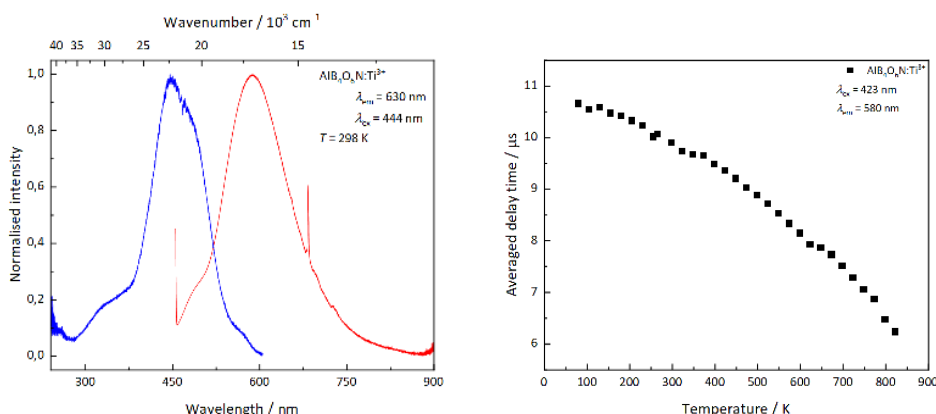 Wavenumber / 10³ cm⁻¹
40 35 30 25 20 15
1,0
0,8
0,6
0,4
0,2
0,0
Normalised intensity
AlB₄O₆N:Ti³⁺
λem = 630 nm
λex = 444 nm
T = 298 K
300 450 600 750 900
Wavelength / nm
11
10
9
8
7
6
Averaged delay time / µs
AlB₄O₆N:Ti³⁺
λex = 423 nm
λem = 580 nm
0 100 200 300 400 500 600 700 800 900
Temperature / K